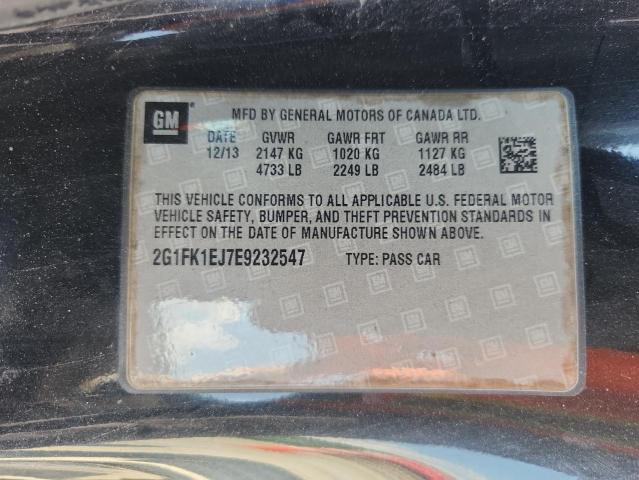 GM MFD BY GENERAL MOTORS OF CANADA LTD.
DATE GVWR GAWR FRT GAWR RR
12/13 2147 KG 1020 KG 1127 KG
4733 LB 2249 LB 2484 LB
THIS VEHICLE CONFORMS TO ALL APPLICABLE U.S. FEDERAL MOTOR
VEHICLE SAFETY, BUMPER, AND THEFT PREVENTION STANDARDS IN
EFFECT ON THE DATE OF MANUFACTURE SHOWN ABOVE.
2G1FK1EJ7E9232547 TYPE: PASS CAR